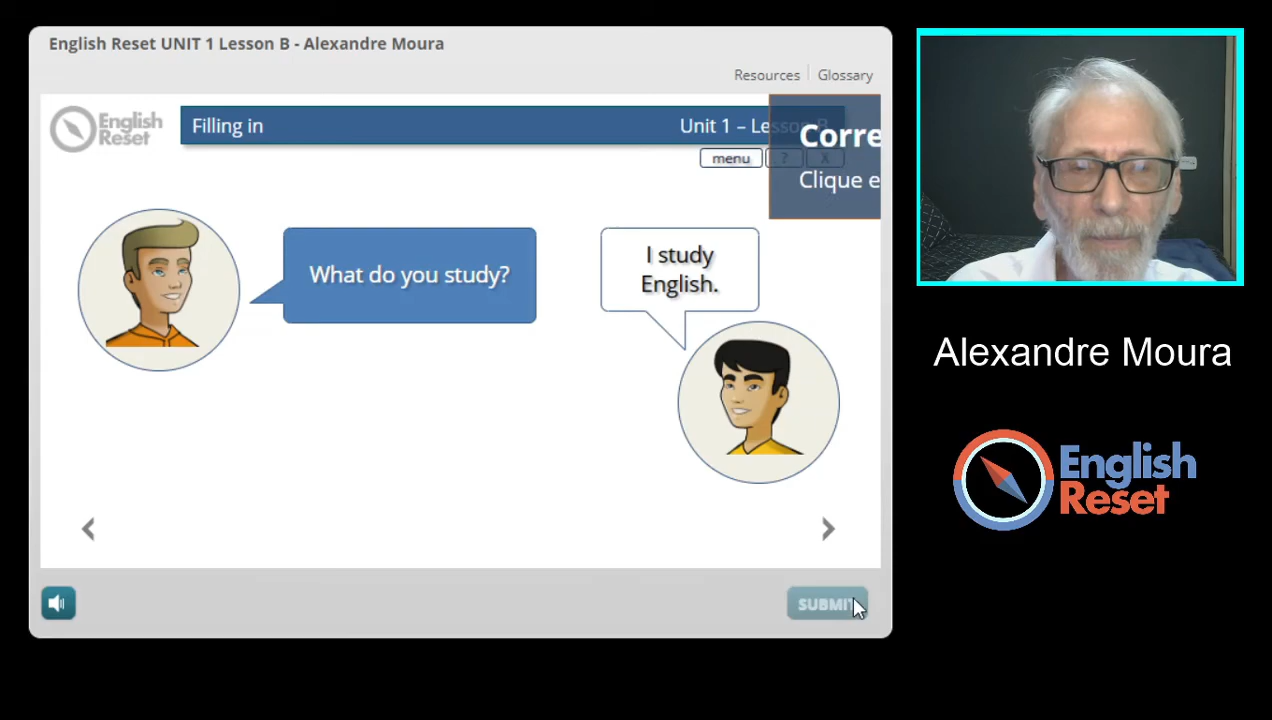 English Reset UNIT 1 Lesson B - Alexandre Moura
Resources
Glossary
English
Reset
Filling in
Unit 1 – Lesson B
Corre
Clique e
menu
?
X
What do you study?
I study
English.
SUBMIT
Alexandre Moura
English
Reset